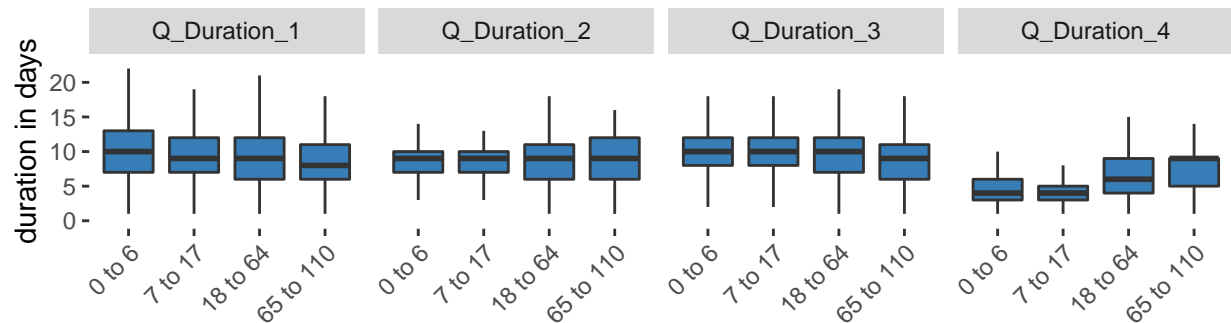 Q_Duration_1 Q_Duration_2 Q_Duration_3 Q_Duration_4
duration in days
20
15
10
5
0
0 to 6 7 to 17 18 to 64 65 to 110 0 to 6 7 to 17 18 to 64 65 to 110 0 to 6 7 to 17 18 to 64 65 to 110 0 to 6 7 to 17 18 to 64 65 to 110